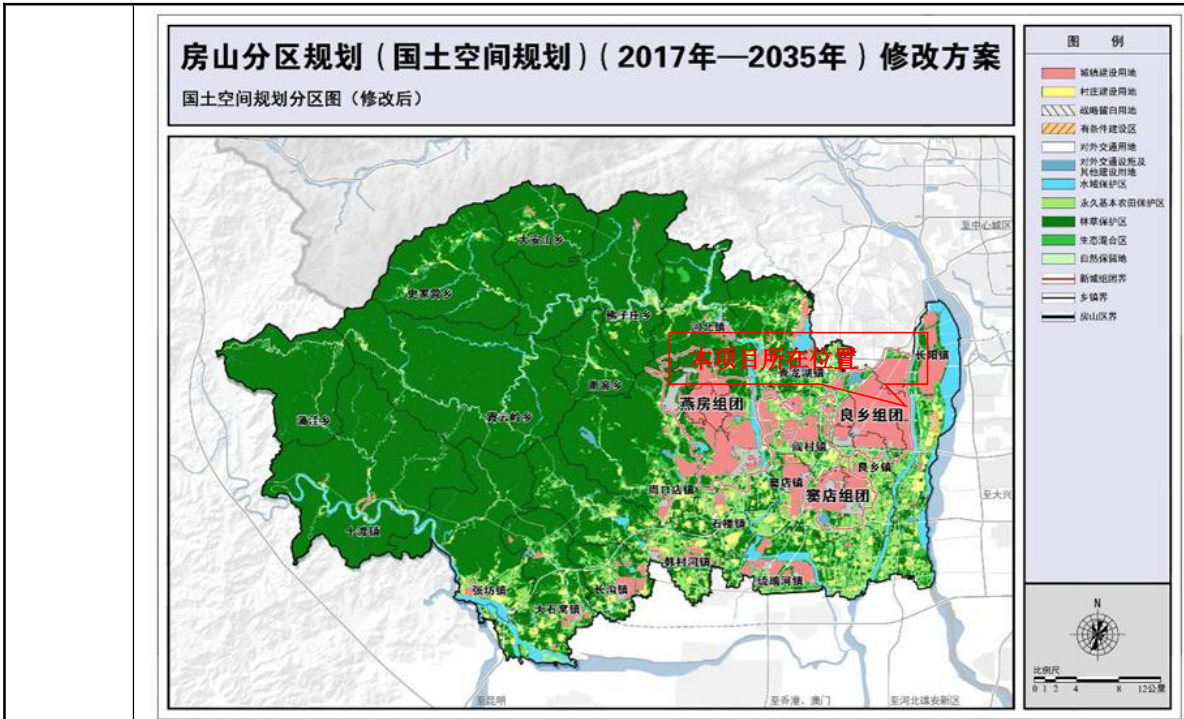 房山分区规划（国土空间规划）（2017年—2035年）修改方案
国土空间规划分区图（修改后）
图 例
城镇建设用地
村庄建设用地
战略留白用地
有条件建设区
对外交通用地
对外交通设施及
其他建设用地
水域保护区
永久基本农田保护区
林草保护区
生态混合区
自然保留地
新城组团界
乡镇界
房山区界
至中心城区
大安山乡
史家营乡
佛子庄乡
河北镇
长阳镇
本项目所在位置
青龙湖镇
南窖乡
燕房组团
良乡组团
蒲洼乡
霞云岭乡
阎村镇
良乡镇
窦店镇
周口店镇
窦店组团
至大兴
石楼镇
十渡镇
韩村河镇
琉璃河镇
张坊镇
长沟镇
大石窝镇
至昆明
至香港、澳门
至河北雄安新区
N
比例尺
0 1 2 4 8 12公里